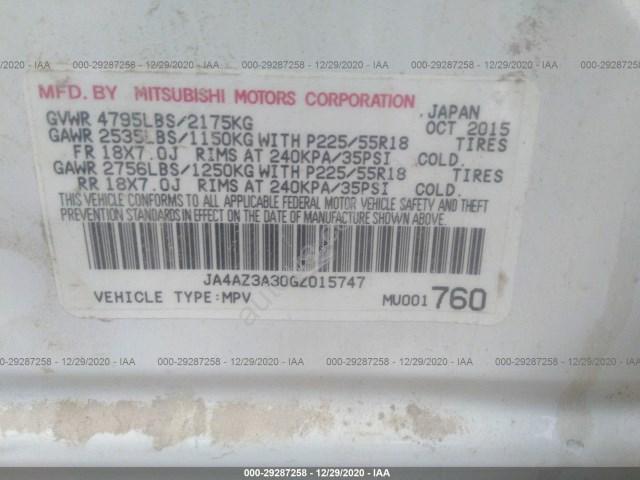 000-29287258 • 12/29/2020 - IAA
MFD. BY MITSUBISHI MOTORS CORPORATION JAPAN
GVWR 4795LBS/2175KG OCT 2015
GAWR 2535LBS/1150KG WITH P225/55R18 TIRES
FR 18X7.0J RIMS AT 240KPA/35PSI COLD.
GAWR 2756LBS/1250KG WITH P225/55R18 TIRES
RR 18X7.0J RIMS AT 240KPA/35PSI COLD.
THIS VEHICLE CONFORMS TO ALL APPLICABLE FEDERAL MOTOR VEHICLE SAFETY AND THEFT
PREVENTION STANDARDS IN EFFECT ON THE DATE OF MANUFACTURE SHOWN ABOVE.
JA4AZ3A30GZ015747
VEHICLE TYPE:MPV MU001 760
000-29287258 • 12/29/2020 - IAA
000-29287258 • 12/29/2020 - IAA